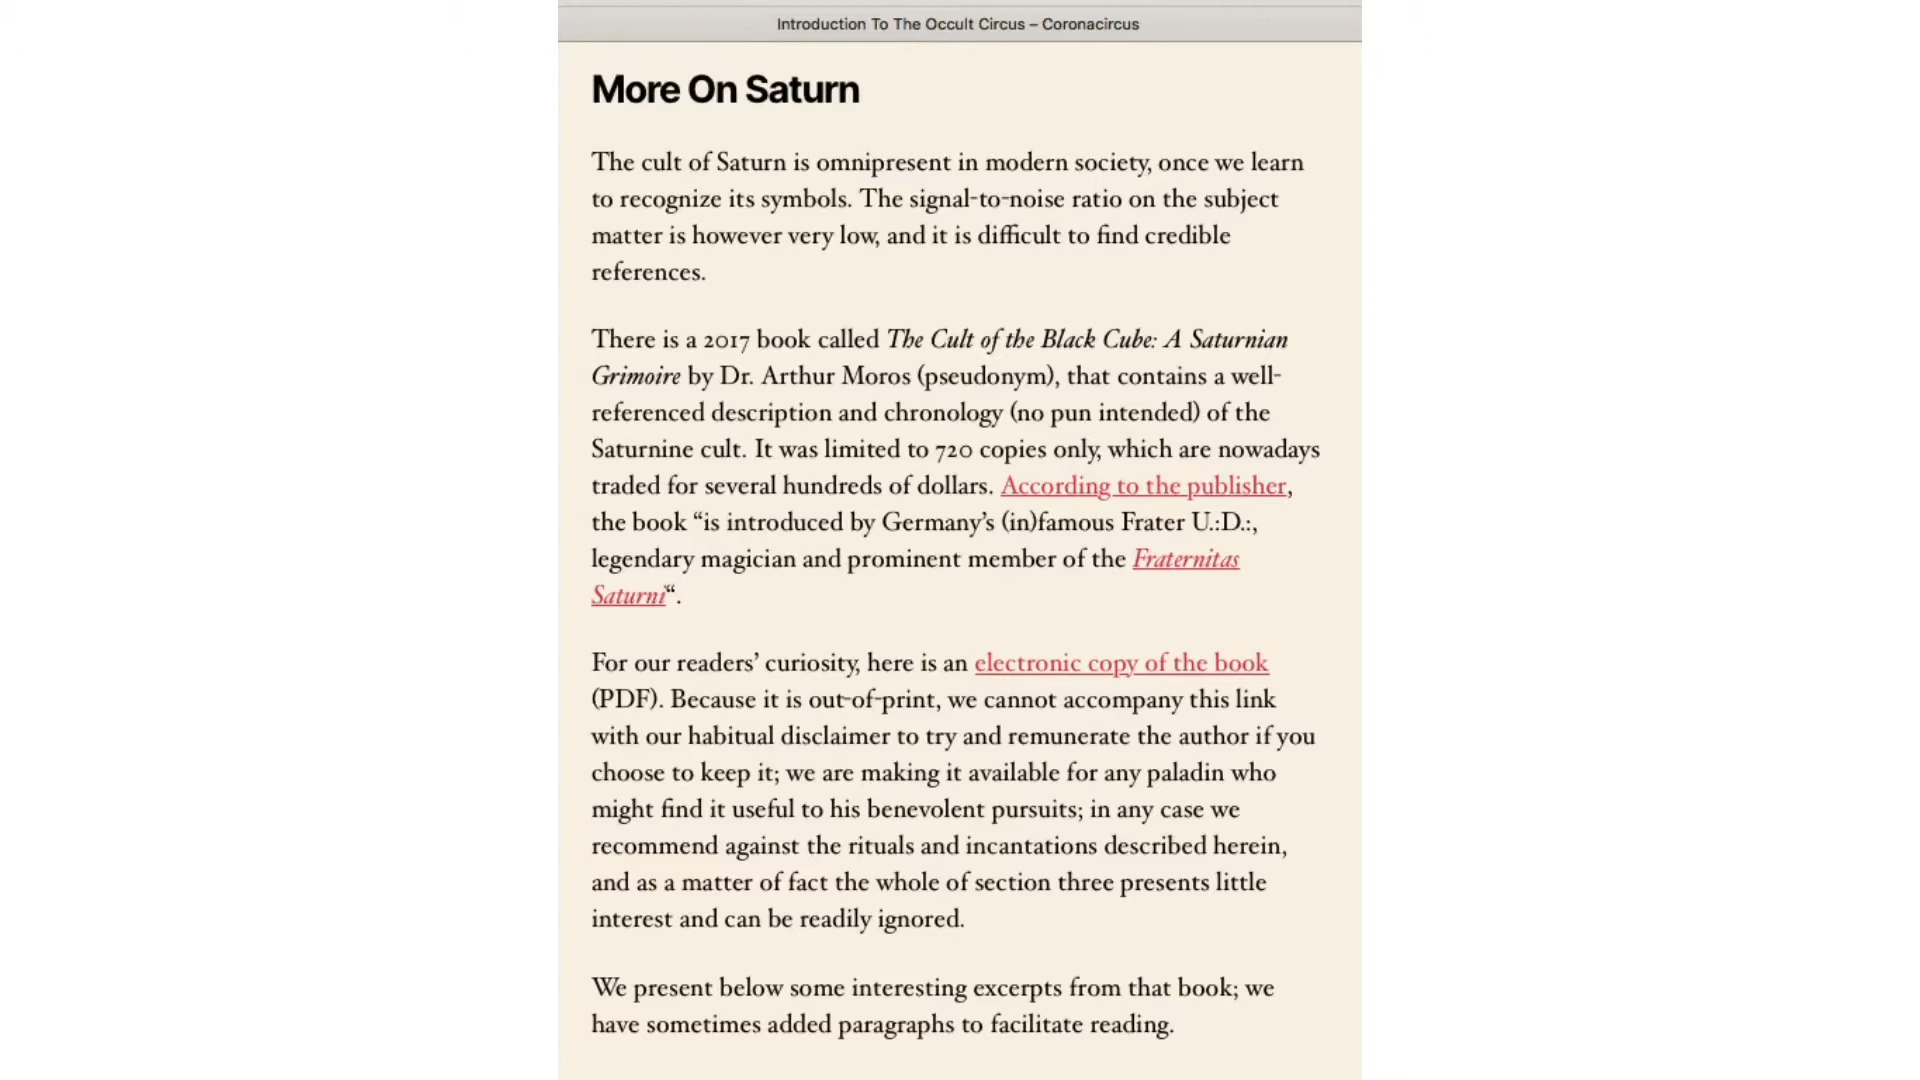 Introduction To The Occult Circus – Coronacircus
More On Saturn
The cult of Saturn is omnipresent in modern society, once we learn
to recognize its symbols. The signal-to-noise ratio on the subject
matter is however very low, and it is difficult to find credible
references.
There is a 2017 book called The Cult of the Black Cube: A Saturnian
Grimoire by Dr. Arthur Moros (pseudonym), that contains a well-
referenced description and chronology (no pun intended) of the
Saturnine cult. It was limited to 720 copies only, which are nowadays
traded for several hundreds of dollars. According to the publisher,
the book “is introduced by Germany’s (in)famous Frater U.:D.:,
legendary magician and prominent member of the Fraternitas
Saturni“.
For our readers’ curiosity, here is an electronic copy of the book
(PDF). Because it is out-of-print, we cannot accompany this link
with our habitual disclaimer to try and remunerate the author if you
choose to keep it; we are making it available for any paladin who
might find it useful to his benevolent pursuits; in any case we
recommend against the rituals and incantations described herein,
and as a matter of fact the whole of section three presents little
interest and can be readily ignored.
We present below some interesting excerpts from that book; we
have sometimes added paragraphs to facilitate reading.